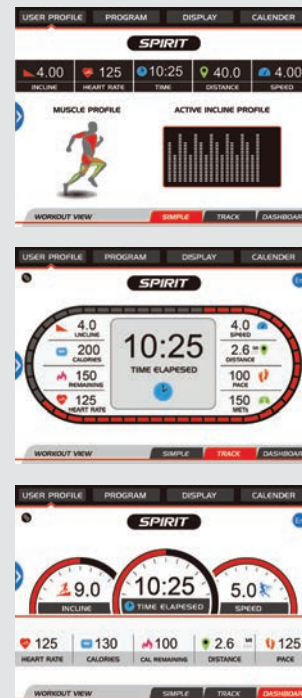 USER PROFILE PROGRAM DISPLAY CALENDER
SPIRIT
4.00 125 10:25 40.0 4.00
INCLINE HEART RATE TIME DISTANCE SPEED
MUSCLE PROFILE ACTIVE INCLINE PROFILE
WORKOUT VIEW SIMPLE TRACK DASHBOAR
USER PROFILE PROGRAM DISPLAY CALENDER
SPIRIT
4.0 4.0
SPEED
200 10:25 2.6
CALORIES DISTANCE
TIME ELAPESED
150 100
REMAINING PACE
125 150
HEART RATE METs
WORKOUT VIEW SIMPLE TRACK DASHBOAR
USER PROFILE PROGRAM DISPLAY CALENDER
SPIRIT
9.0 10:25 5.0
INCLINE TIME ELAPESED SPEED
125 130 100 2.6 125
HEART RATE CALORIES CAL REMAINING DISTANCE PACE
WORKOUT VIEW SIMPLE TRACK DASHBOAR